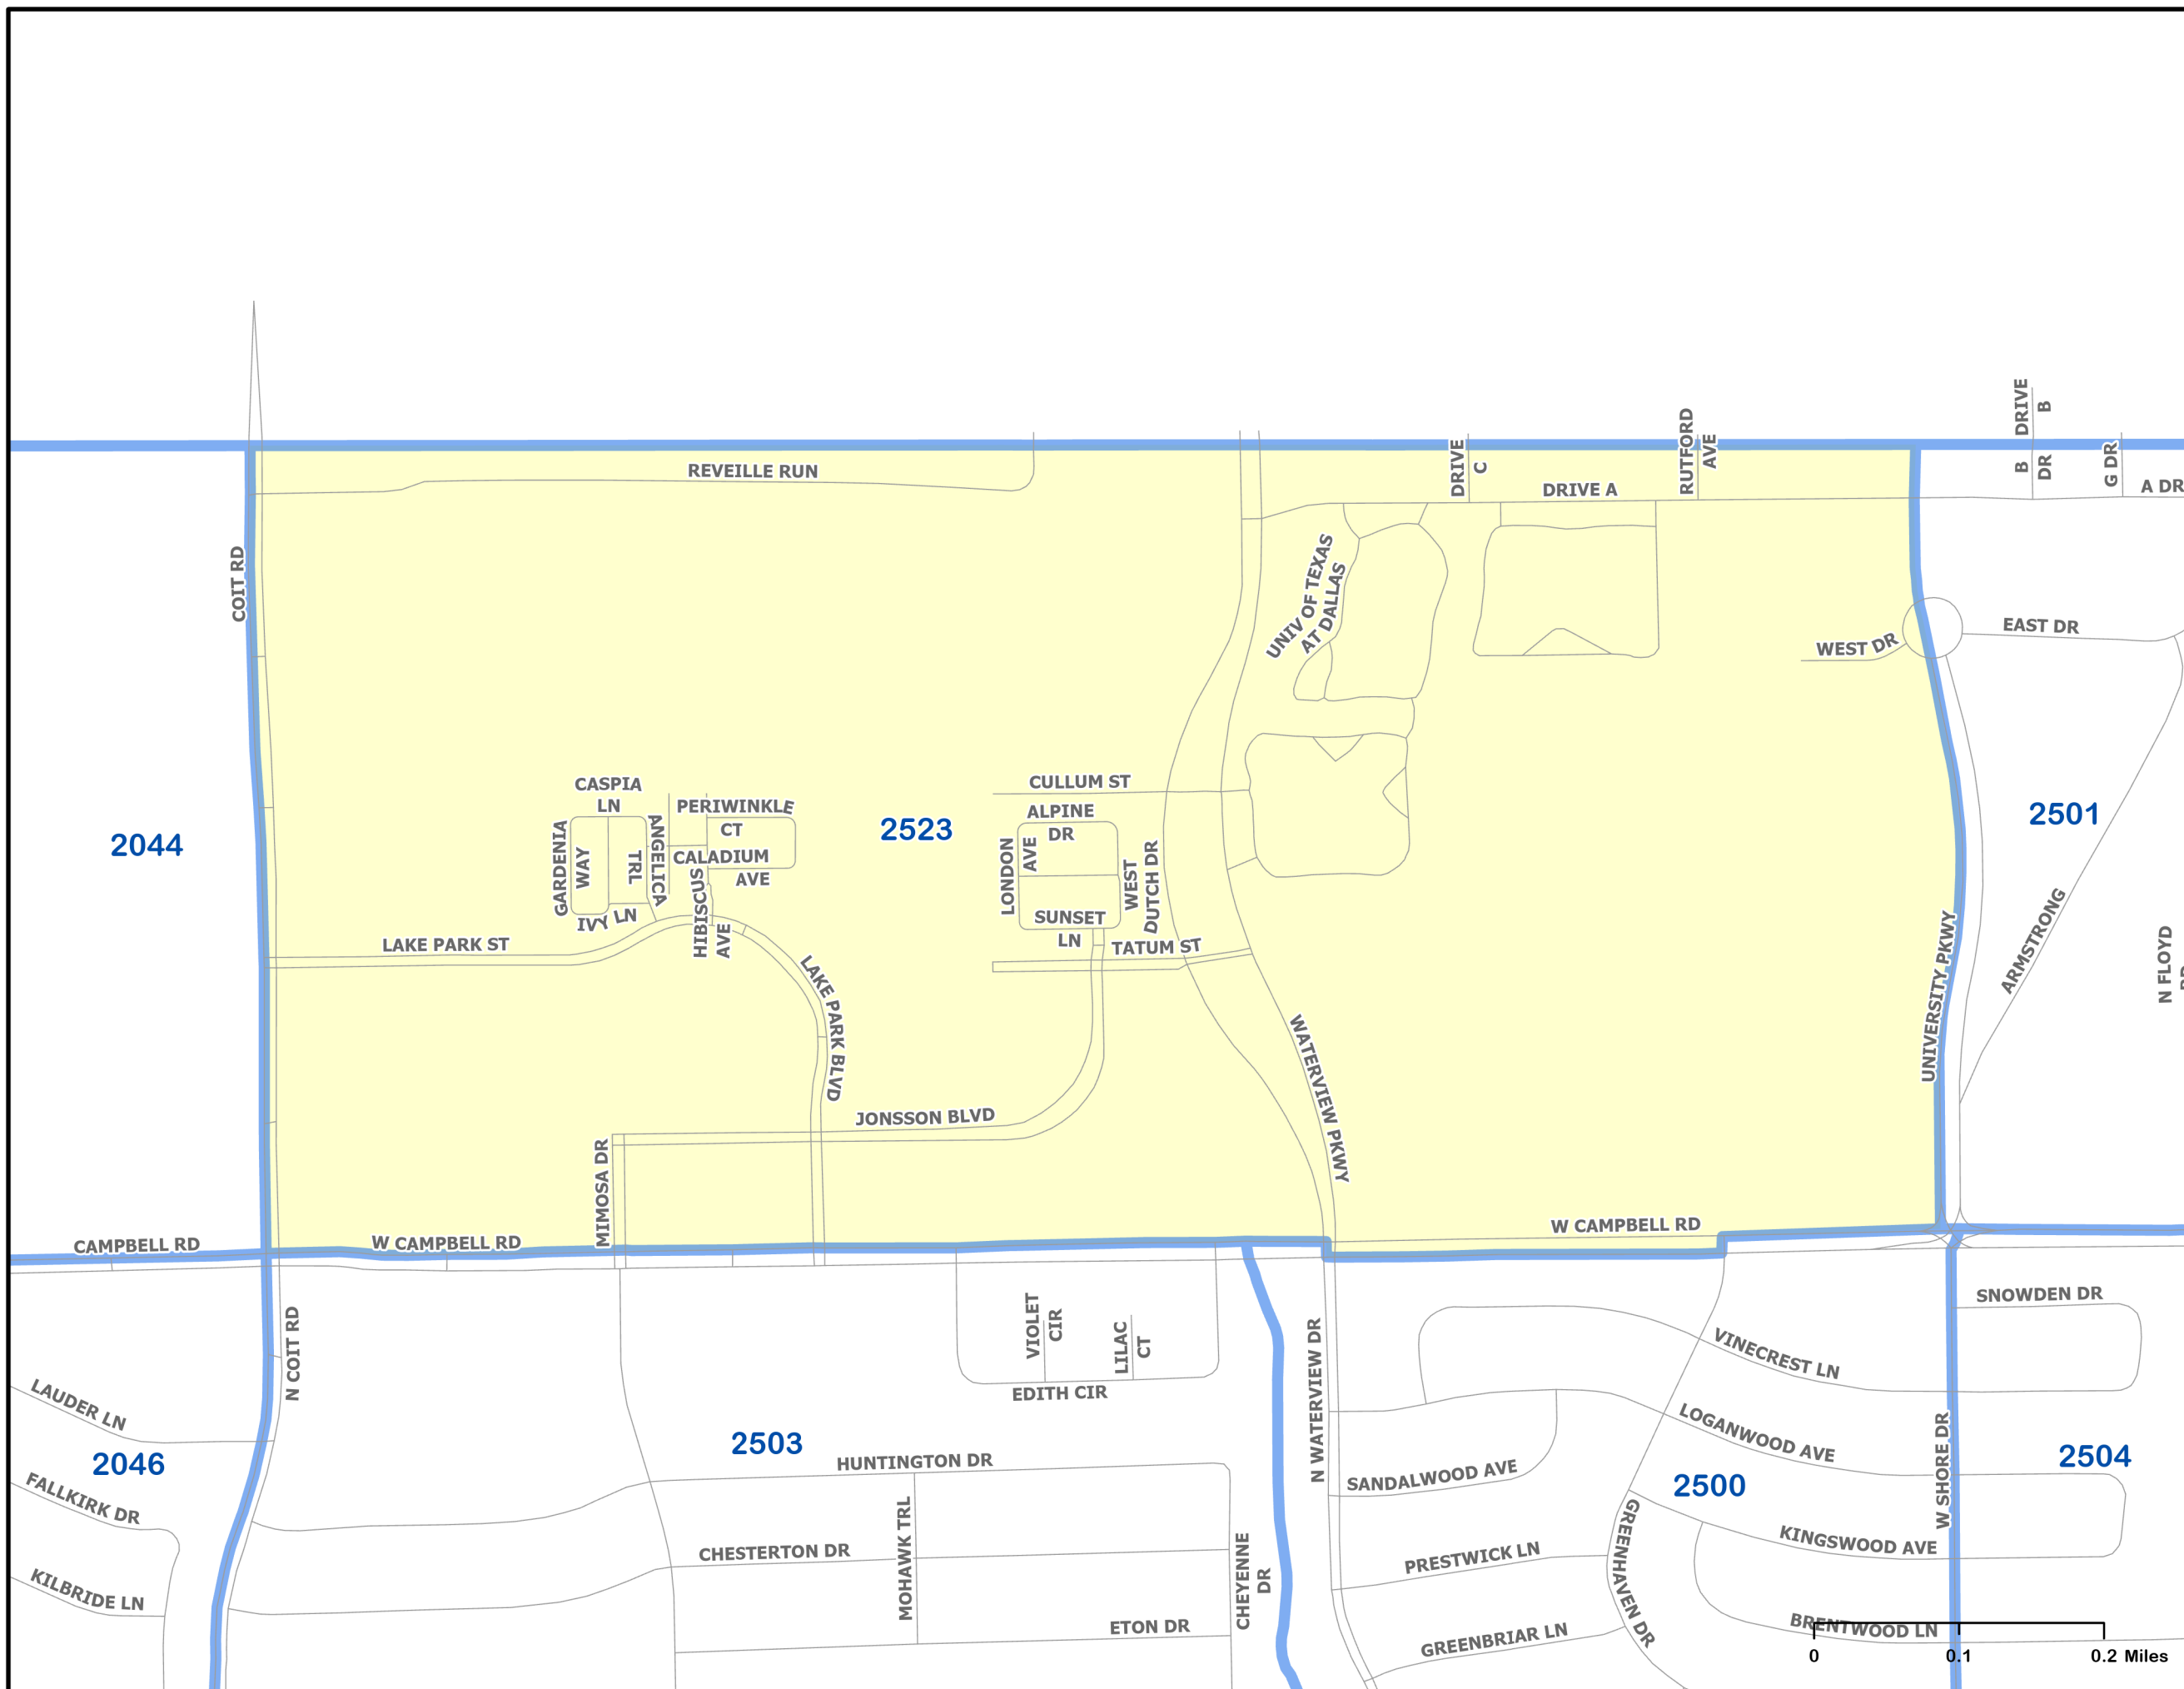 DRIVE
B
RUTFORD
AVE
DRIVE
C
B
DR
G DR
REVEILLE RUN
DRIVE A
A DR
COIT RD
UNIV OF TEXAS
AT DALLAS
WEST DR
EAST DR
CASPIA
LN
PERIWINKLE
CT
CULLUM ST
ALPINE
DR
2044
2523
2501
GARDENIA
WAY
TRL
ANGELICA
CALADIUM
AVE
HIBISCUS
AVE
LONDON
AVE
WEST
DUTCH DR
IVY LN
SUNSET
LN
TATUM ST
LAKE PARK ST
LAKE PARK BLVD
ARMSTRONG
N FLOYD
UNIVERSITY PKWY
WATERVIEW PKWY
JONSSON BLVD
MIMOSA DR
CAMPBELL RD
W CAMPBELL RD
W CAMPBELL RD
N COIT RD
VIOLET
CIR
LILAC
CT
EDITH CIR
N WATERVIEW DR
SNOWDEN DR
VINECREST LN
LAUDER LN
2046
2503
HUNTINGTON DR
LOGANWOOD AVE
SANDALWOOD AVE
2500
W SHORE DR
2504
FALLKIRK DR
MOHAWK TRL
CHESTERTON DR
CHEYENNE
DR
PRESTWICK LN
GREENHAVEN DR
KINGSWOOD AVE
KILBRIDE LN
ETON DR
GREENBRIAR LN
BRENTWOOD LN
0 0.1 0.2 Miles